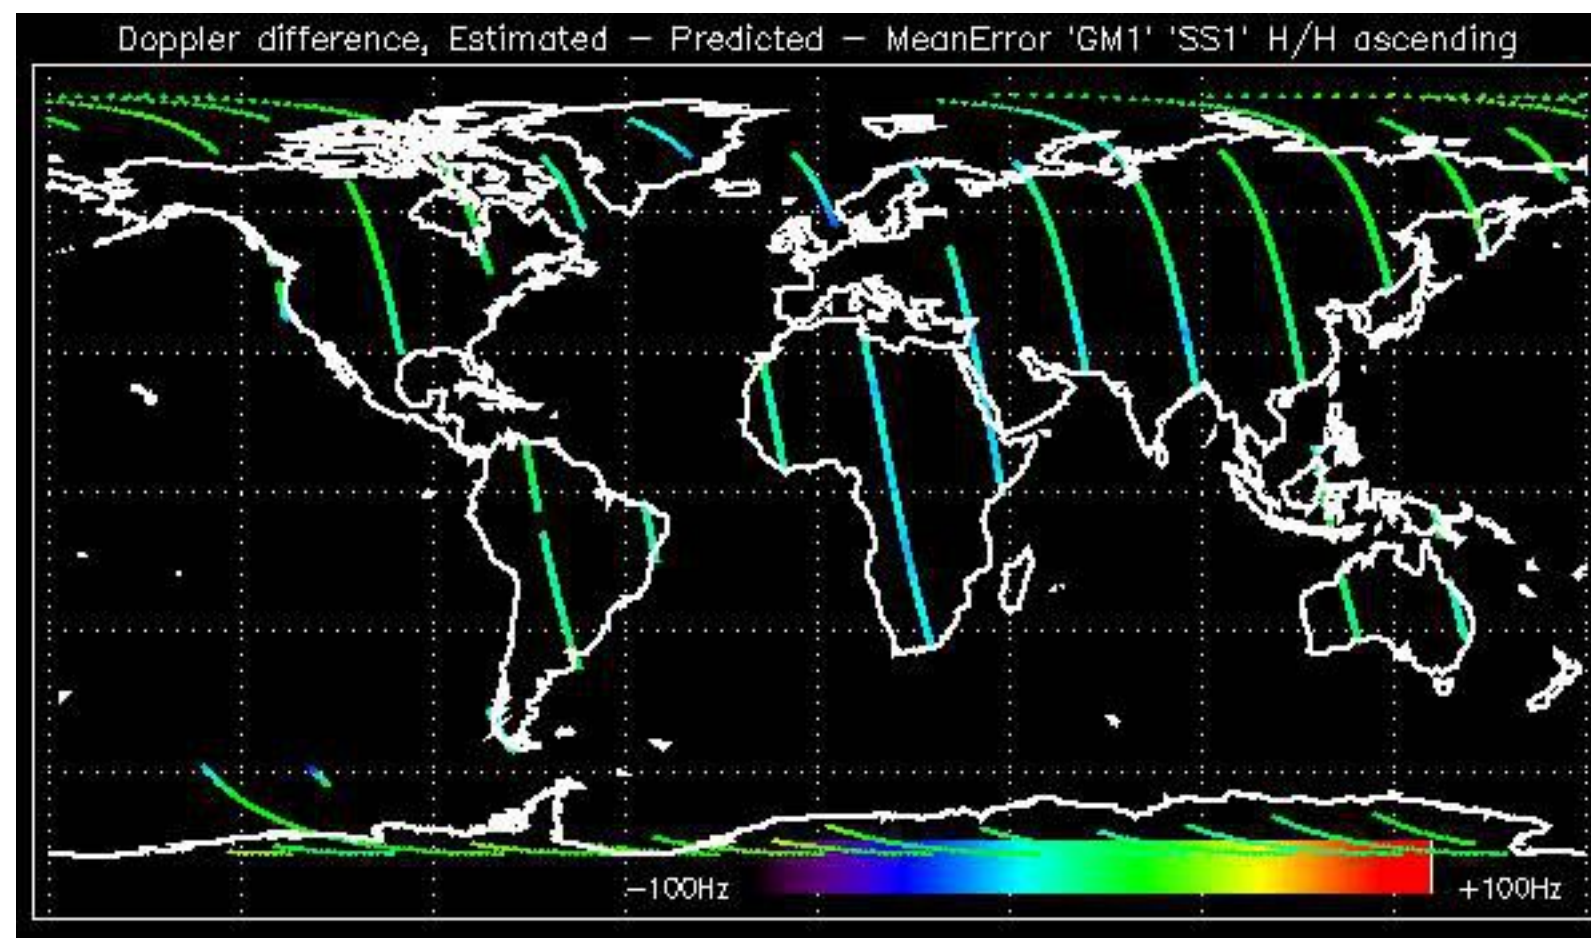 Doppler difference, Estimated – Predicted – MeanError 'GM1' 'SS1' H/H ascending
–100Hz +100Hz